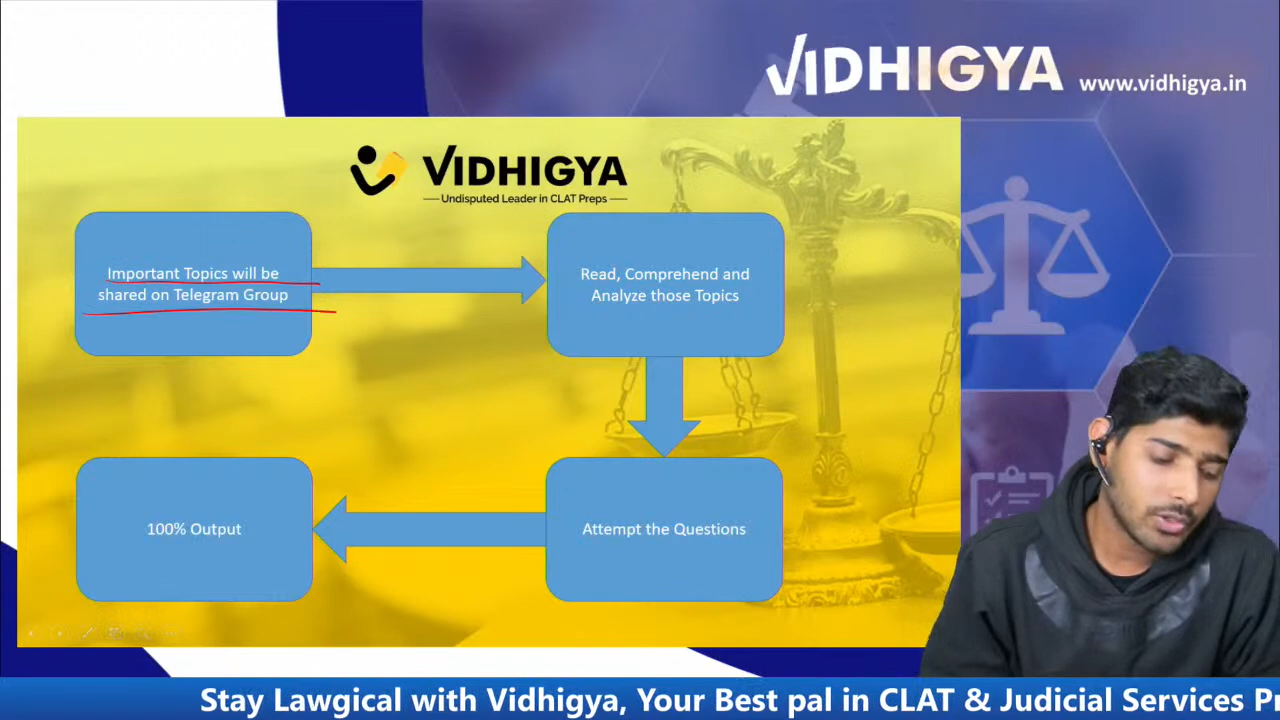 VIDHIGYA www.vidhigya.in
VIDHIGYA
Undisputed Leader in CLAT Preps
Important Topics will be
shared on Telegram Group
Read, Comprehend and
Analyze those Topics
100% Output
Attempt the Questions
Stay Lawgical with Vidhigya, Your Best pal in CLAT & Judicial Services